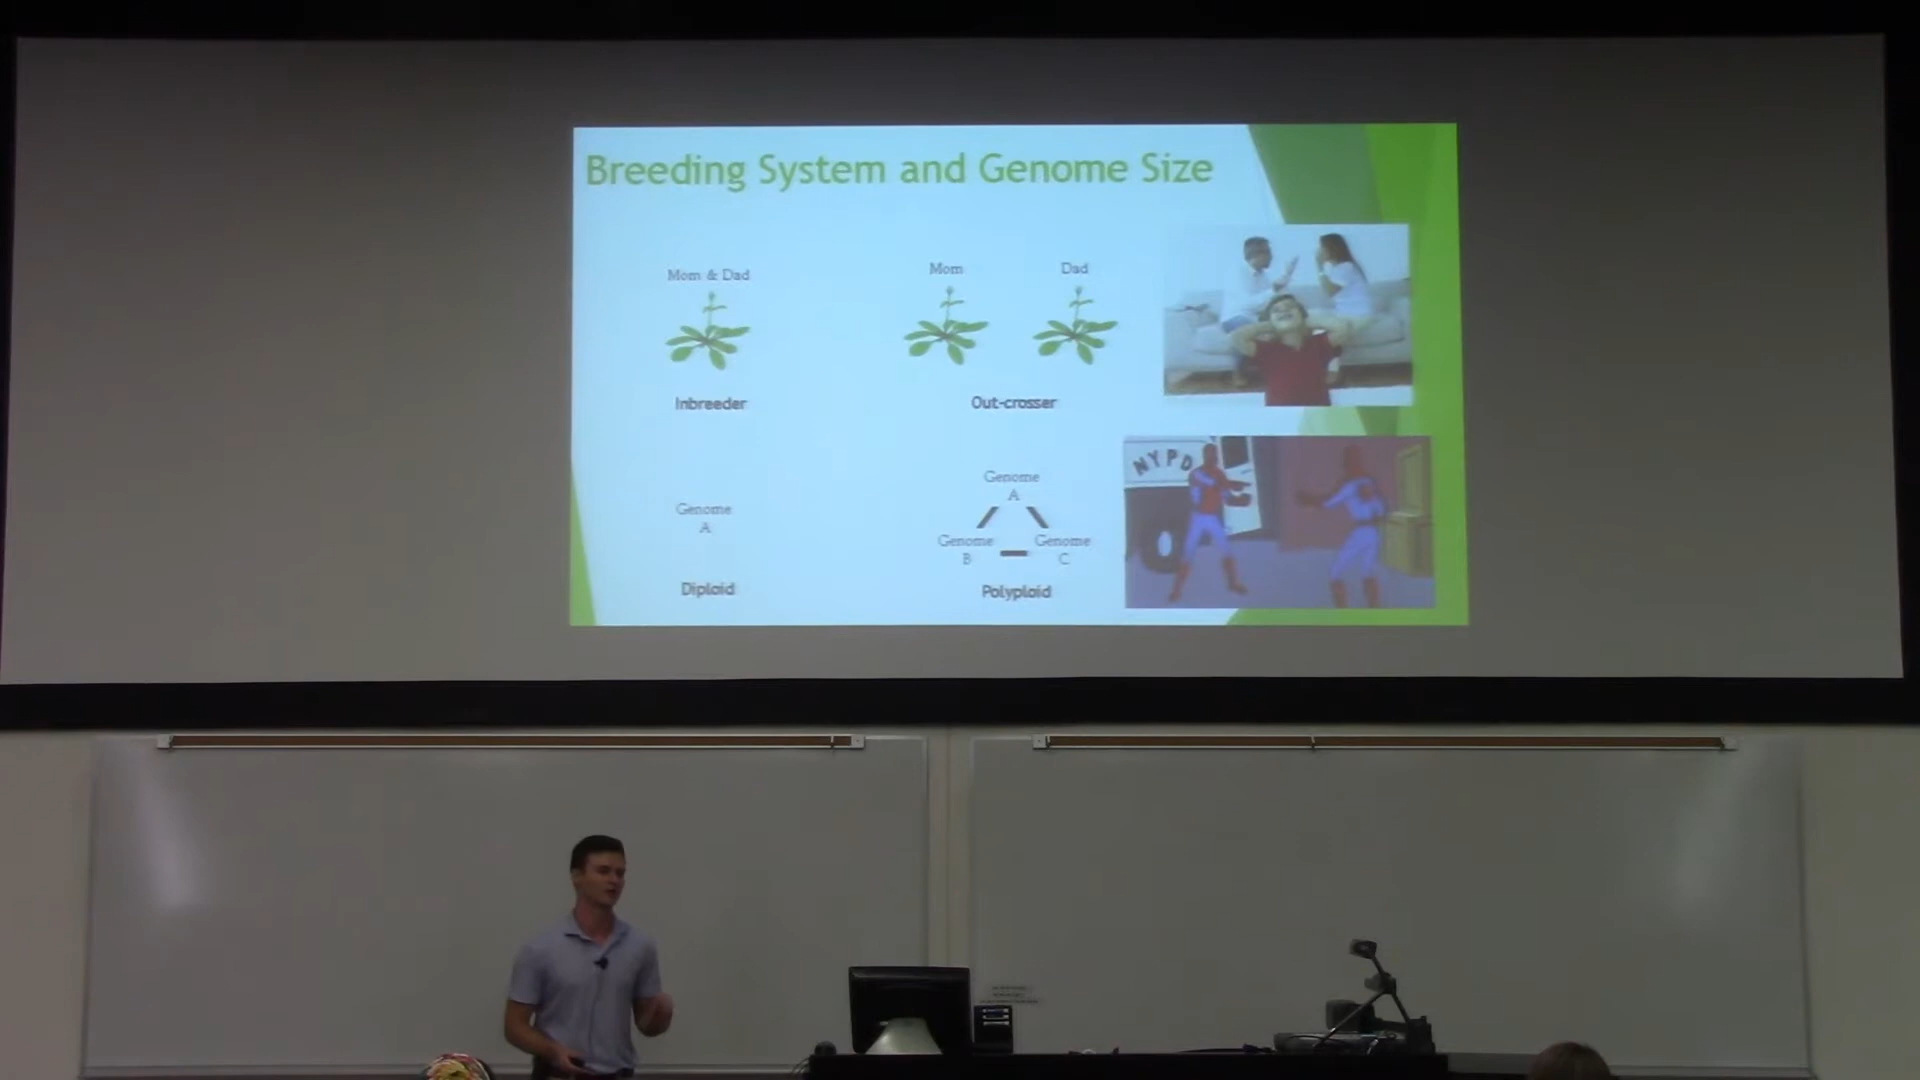 Breeding System and Genome Size
Mom & Dad
Mom
Dad
Inbreeder
Out-crosser
NYPD
Genome
A
Genome
A
Genome
B
Genome
C
Diploid
Polyploid